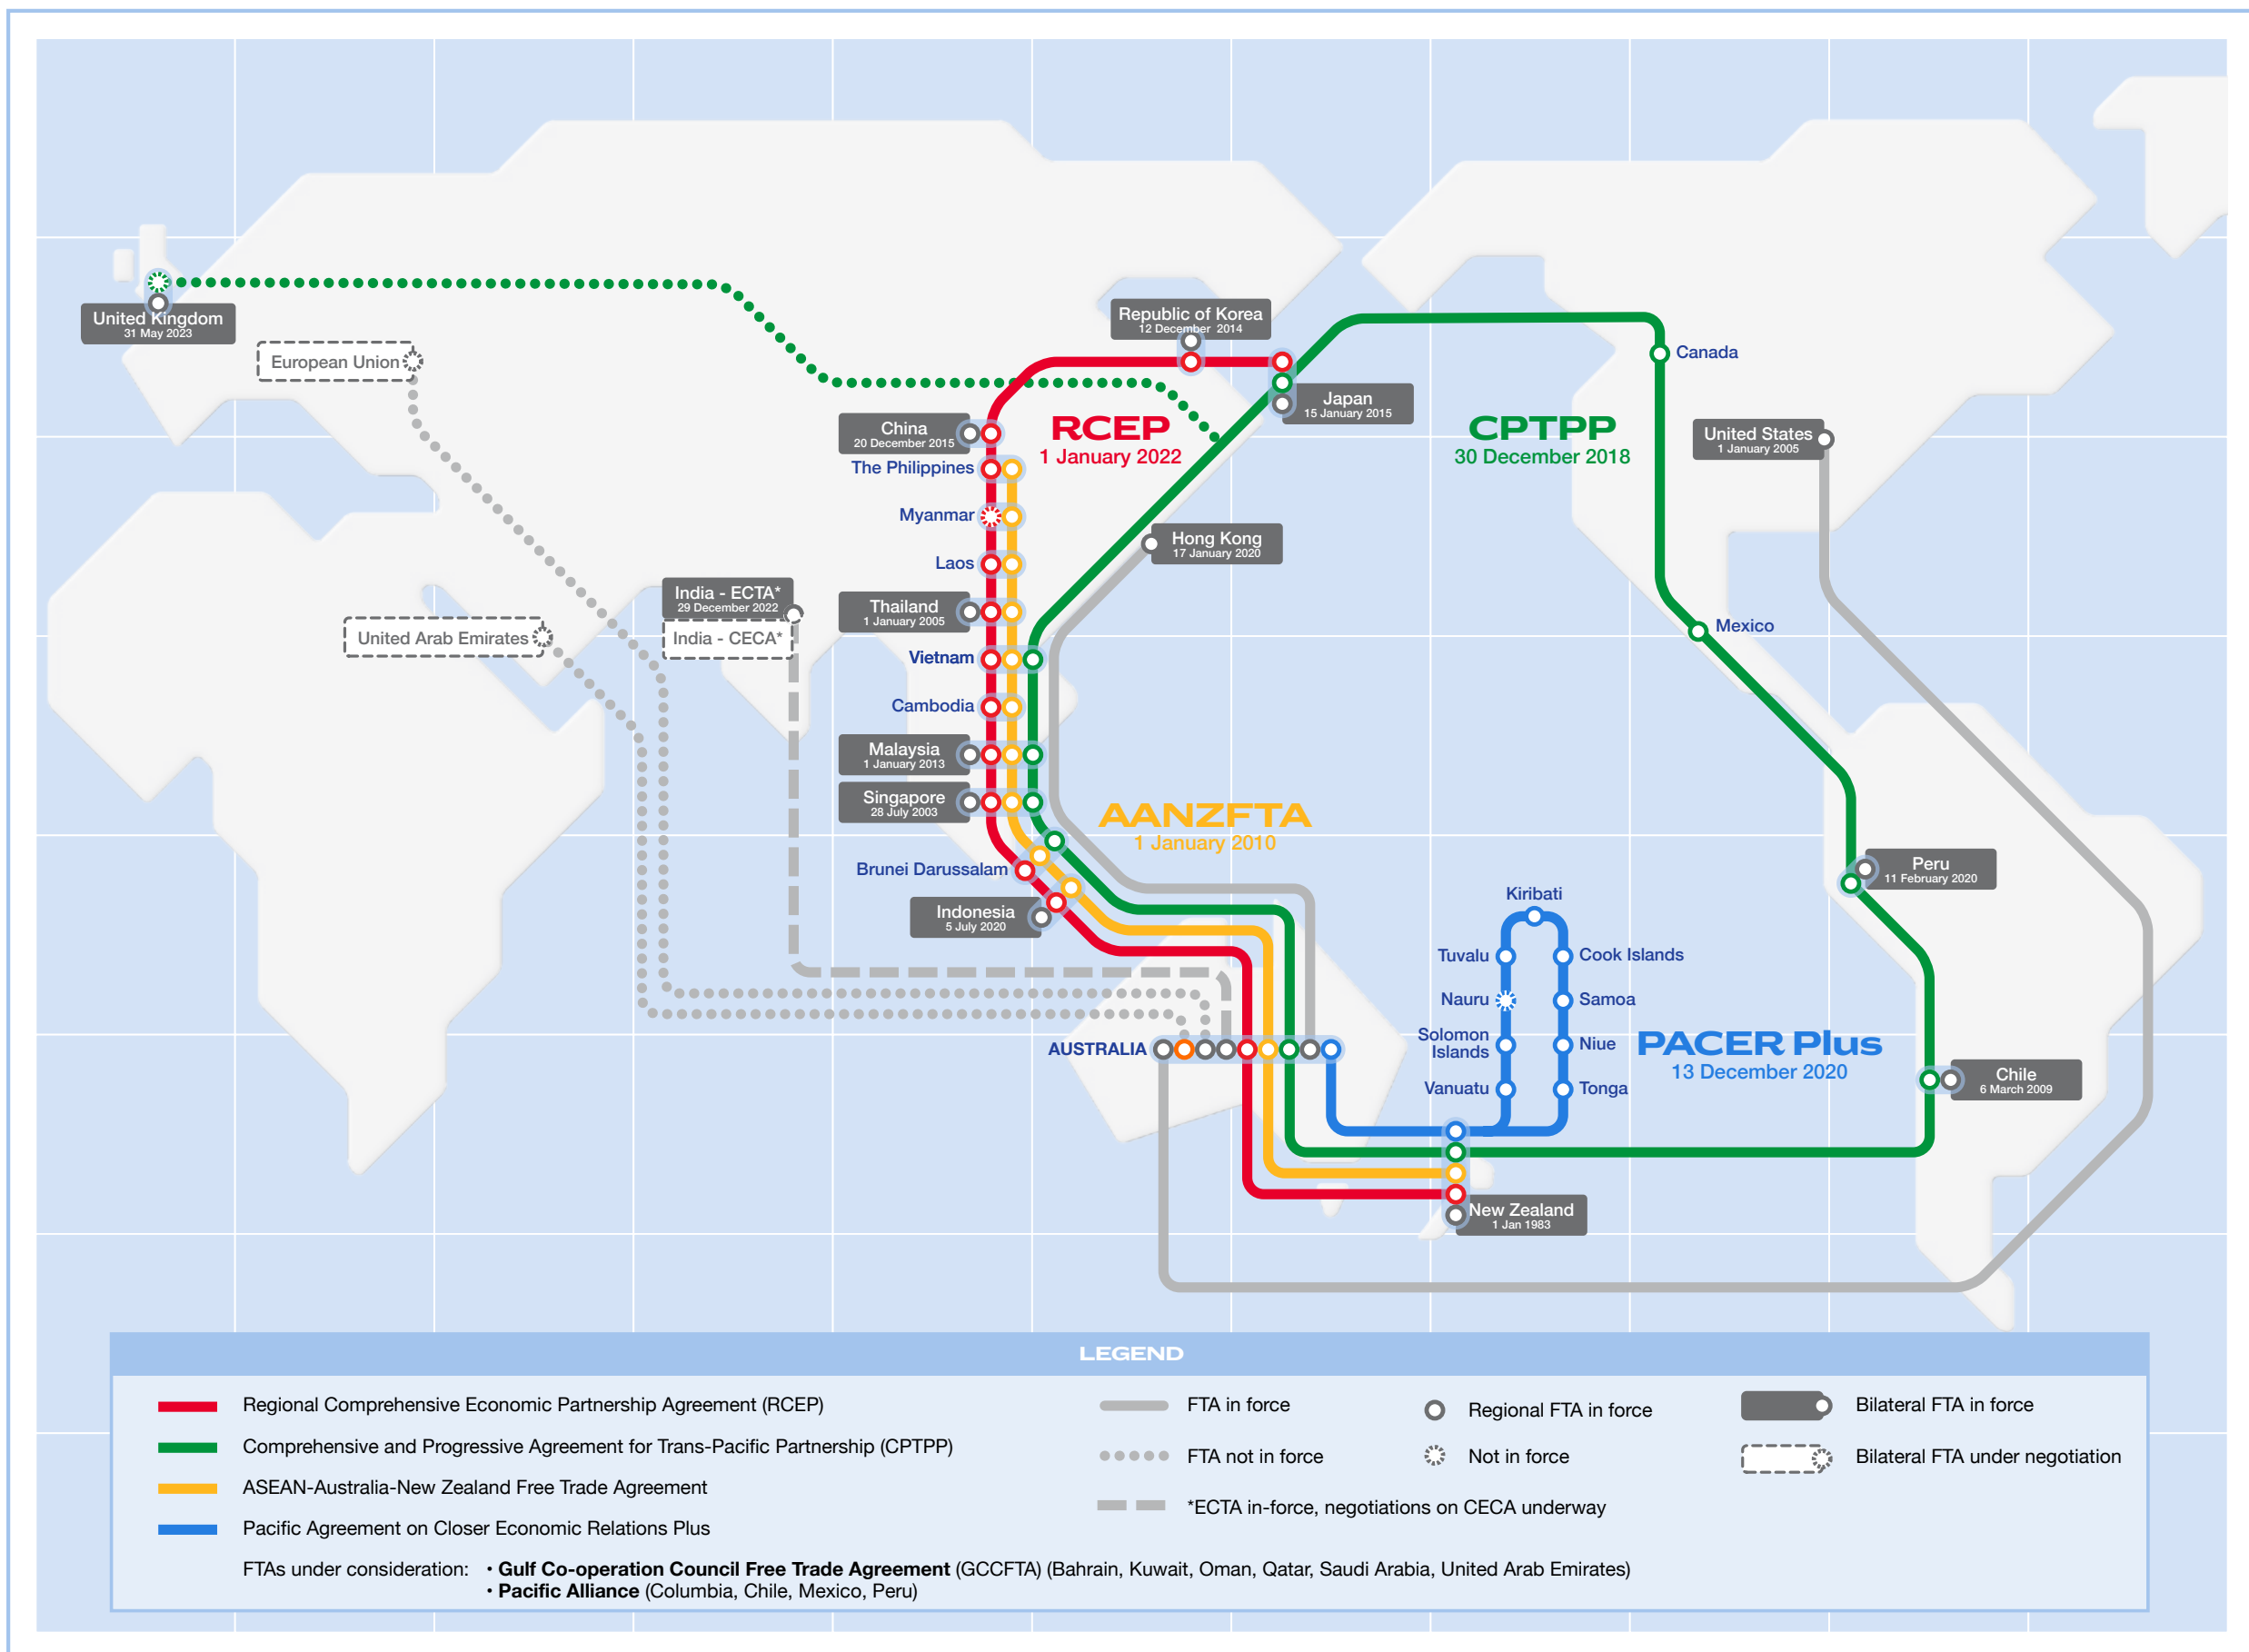 United Kingdom
31 May 2023
European Union
Republic of Korea
12 December 2014
Japan
15 January 2015
Canada
China
20 December 2015
RCEP
1 January 2022
CPTPP
30 December 2018
United States
1 January 2005
The Philippines
Myanmar
Hong Kong
17 January 2020
Laos
India - ECTA*
29 December 2022
India - CECA*
Thailand
1 January 2005
United Arab Emirates
Mexico
Vietnam
Cambodia
Malaysia
1 January 2013
Singapore
28 July 2003
AANZFTA
1 January 2010
Brunei Darussalam
Peru
11 February 2020
Indonesia
5 July 2020
Kiribati
Tuvalu
Cook Islands
Nauru
Samoa
Solomon
Islands
Niue
PACER Plus
13 December 2020
AUSTRALIA
Vanuatu
Tonga
Chile
6 March 2009
New Zealand
1 Jan 1983
LEGEND
Regional Comprehensive Economic Partnership Agreement (RCEP)
Comprehensive and Progressive Agreement for Trans-Pacific Partnership (CPTPP)
ASEAN-Australia-New Zealand Free Trade Agreement
Pacific Agreement on Closer Economic Relations Plus
FTA in force
FTA not in force
*ECTA in-force, negotiations on CECA underway
Regional FTA in force
Not in force
Bilateral FTA in force
Bilateral FTA under negotiation
FTAs under consideration: • Gulf Co-operation Council Free Trade Agreement (GCCFTA) (Bahrain, Kuwait, Oman, Qatar, Saudi Arabia, United Arab Emirates)
• Pacific Alliance (Columbia, Chile, Mexico, Peru)